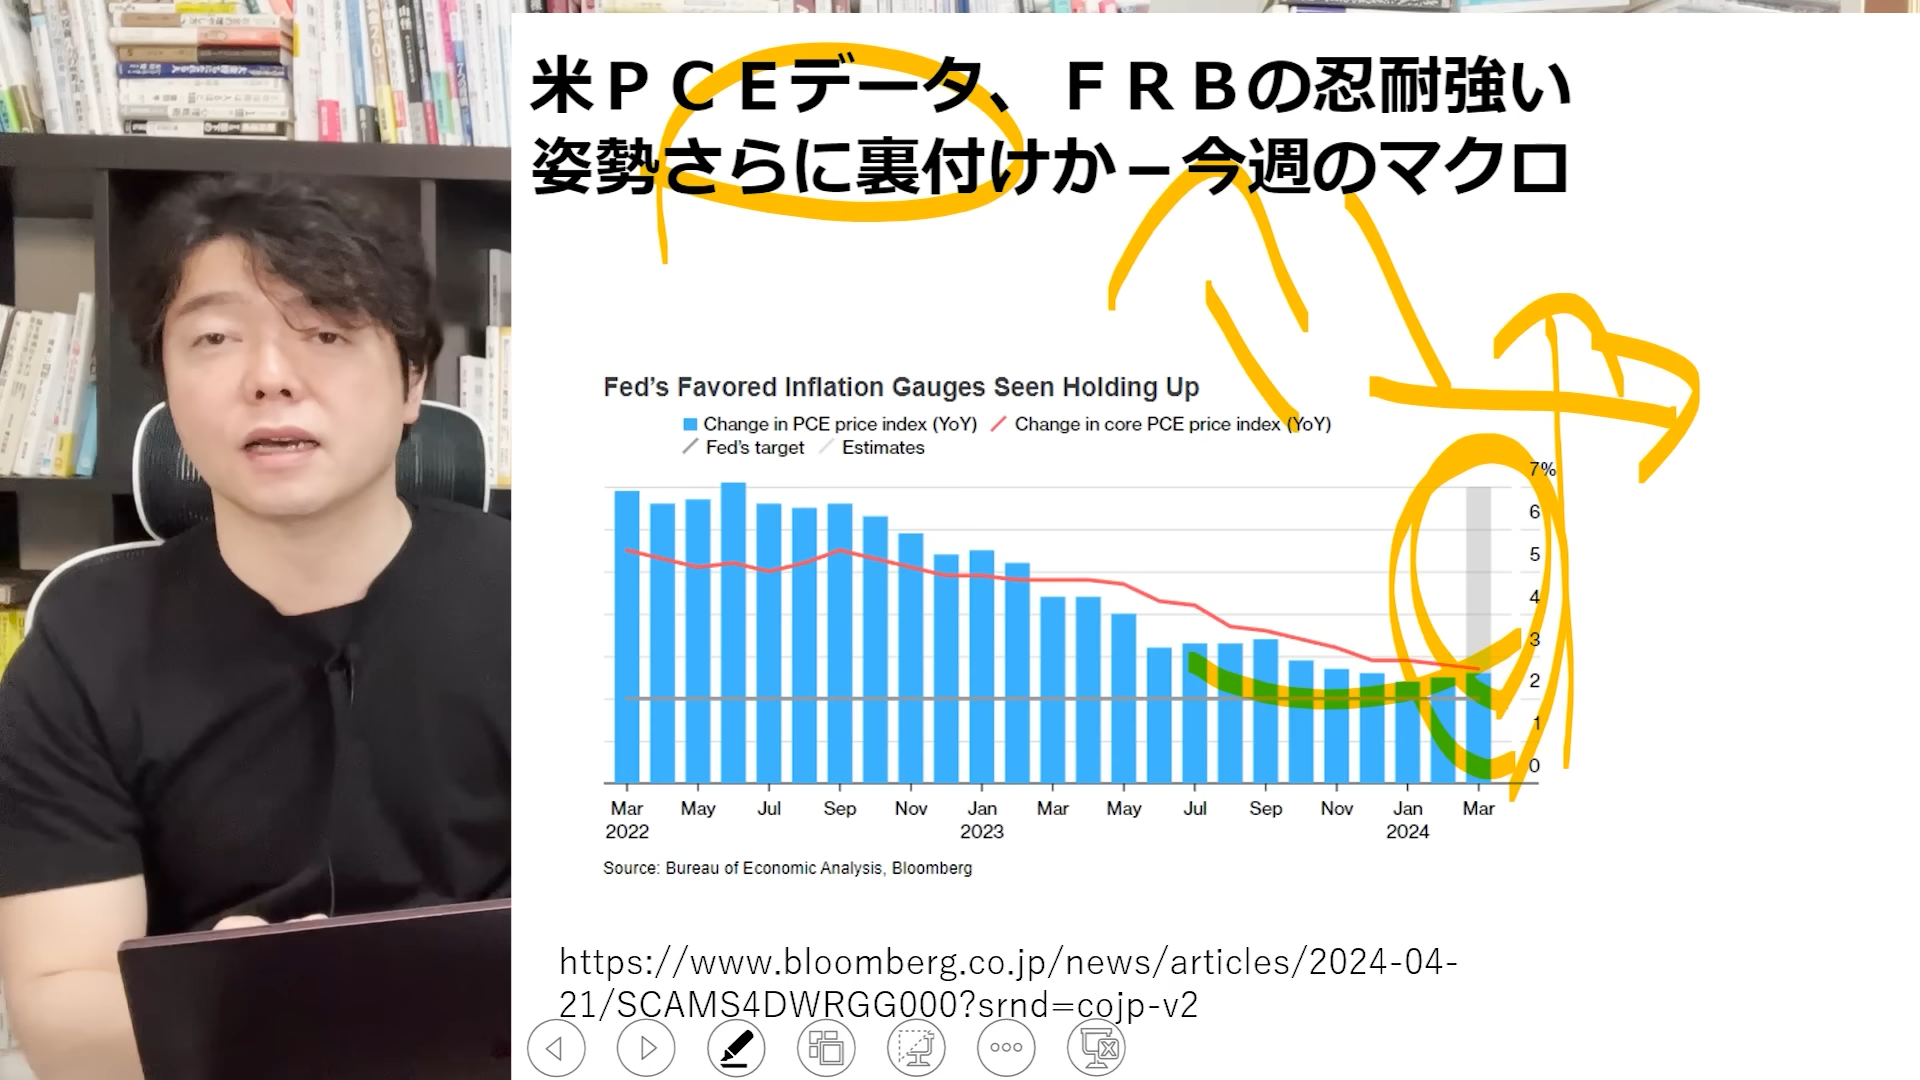 米ＰＣＥデータ、ＦＲＢの忍耐強い
姿勢さらに裏付けか－今週のマクロ
Fed's Favored Inflation Gauges Seen Holding Up
Change in PCE price index (YoY) Change in core PCE price index (YoY)
Fed's target Estimates
7%
6
5
4
3
2
1
0
Mar May Jul Sep Nov Jan Mar May Jul Sep Nov Jan Mar
2022 2023 2024
Source: Bureau of Economic Analysis, Bloomberg
https://www.bloomberg.co.jp/news/articles/2024-04-
21/SCAMS4DWRGG000?srnd=cojp-v2